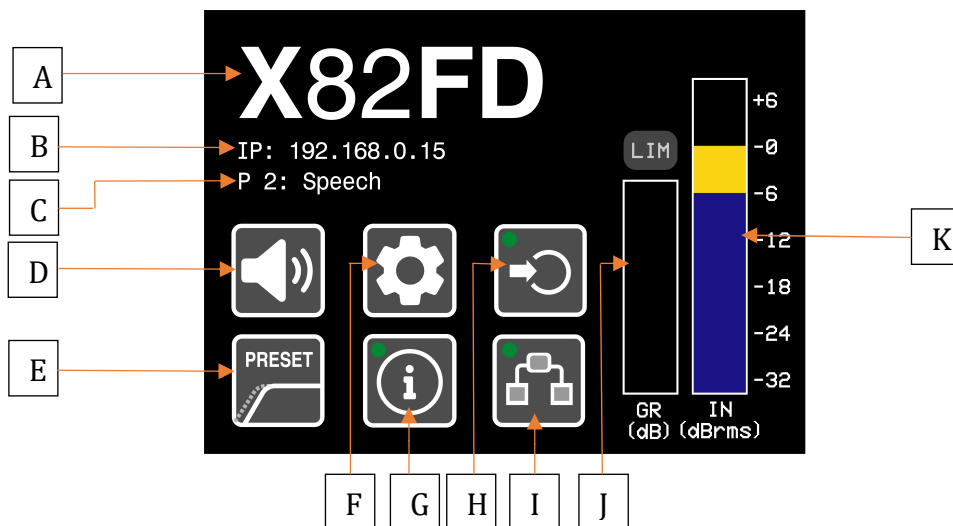 A
X82FD
B
IP: 192.168.0.15
C
P 2: Speech
D
E
PRESET
i
LIM
+6
-0
-6
-12
-18
-24
-32
GR
(dB)
IN
(dBrms)
K
F
G
H
I
J